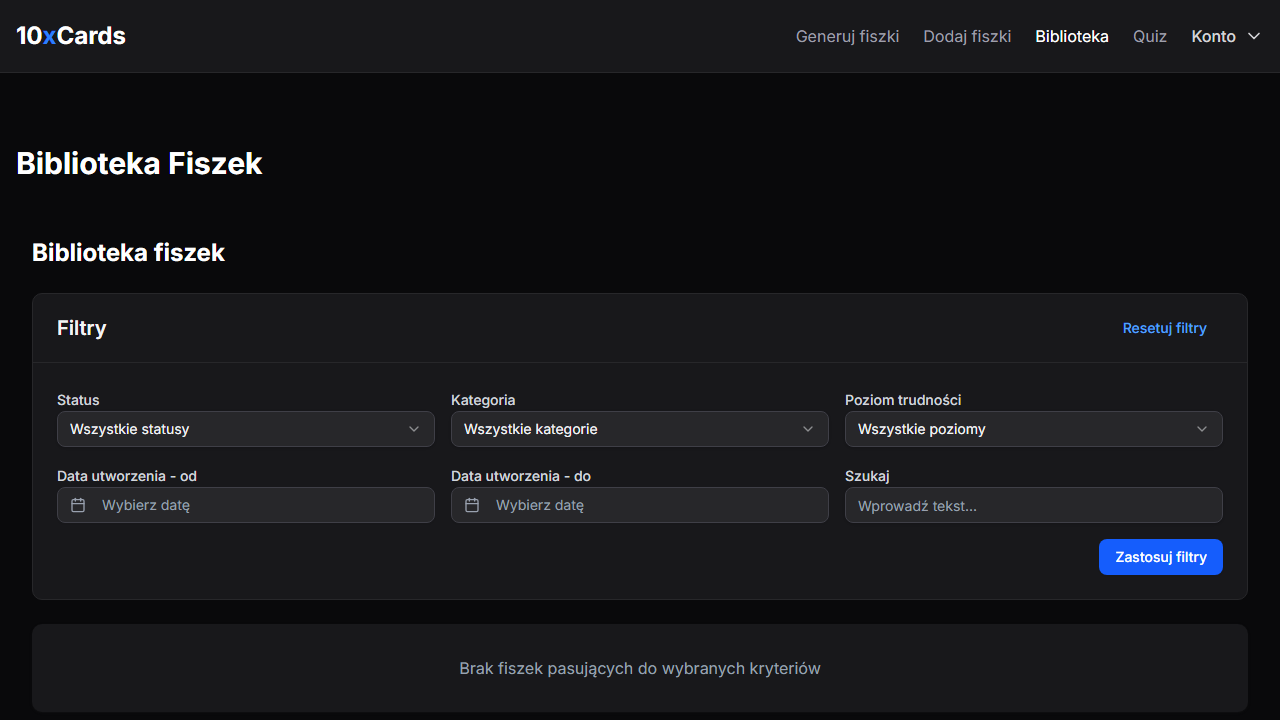 10xCards
Generuj fiszki Dodaj fiszki Biblioteka Quiz Konto
Biblioteka Fiszek
Biblioteka fiszek
Filtry Resetuj filtry
Status Kategoria Poziom trudności
Wszystkie statusy Wszystkie kategorie Wszystkie poziomy
Data utworzenia - od Data utworzenia - do Szukaj
Wybierz datę Wybierz datę Wprowadź tekst...
Zastosuj filtry
Brak fiszek pasujących do wybranych kryteriów